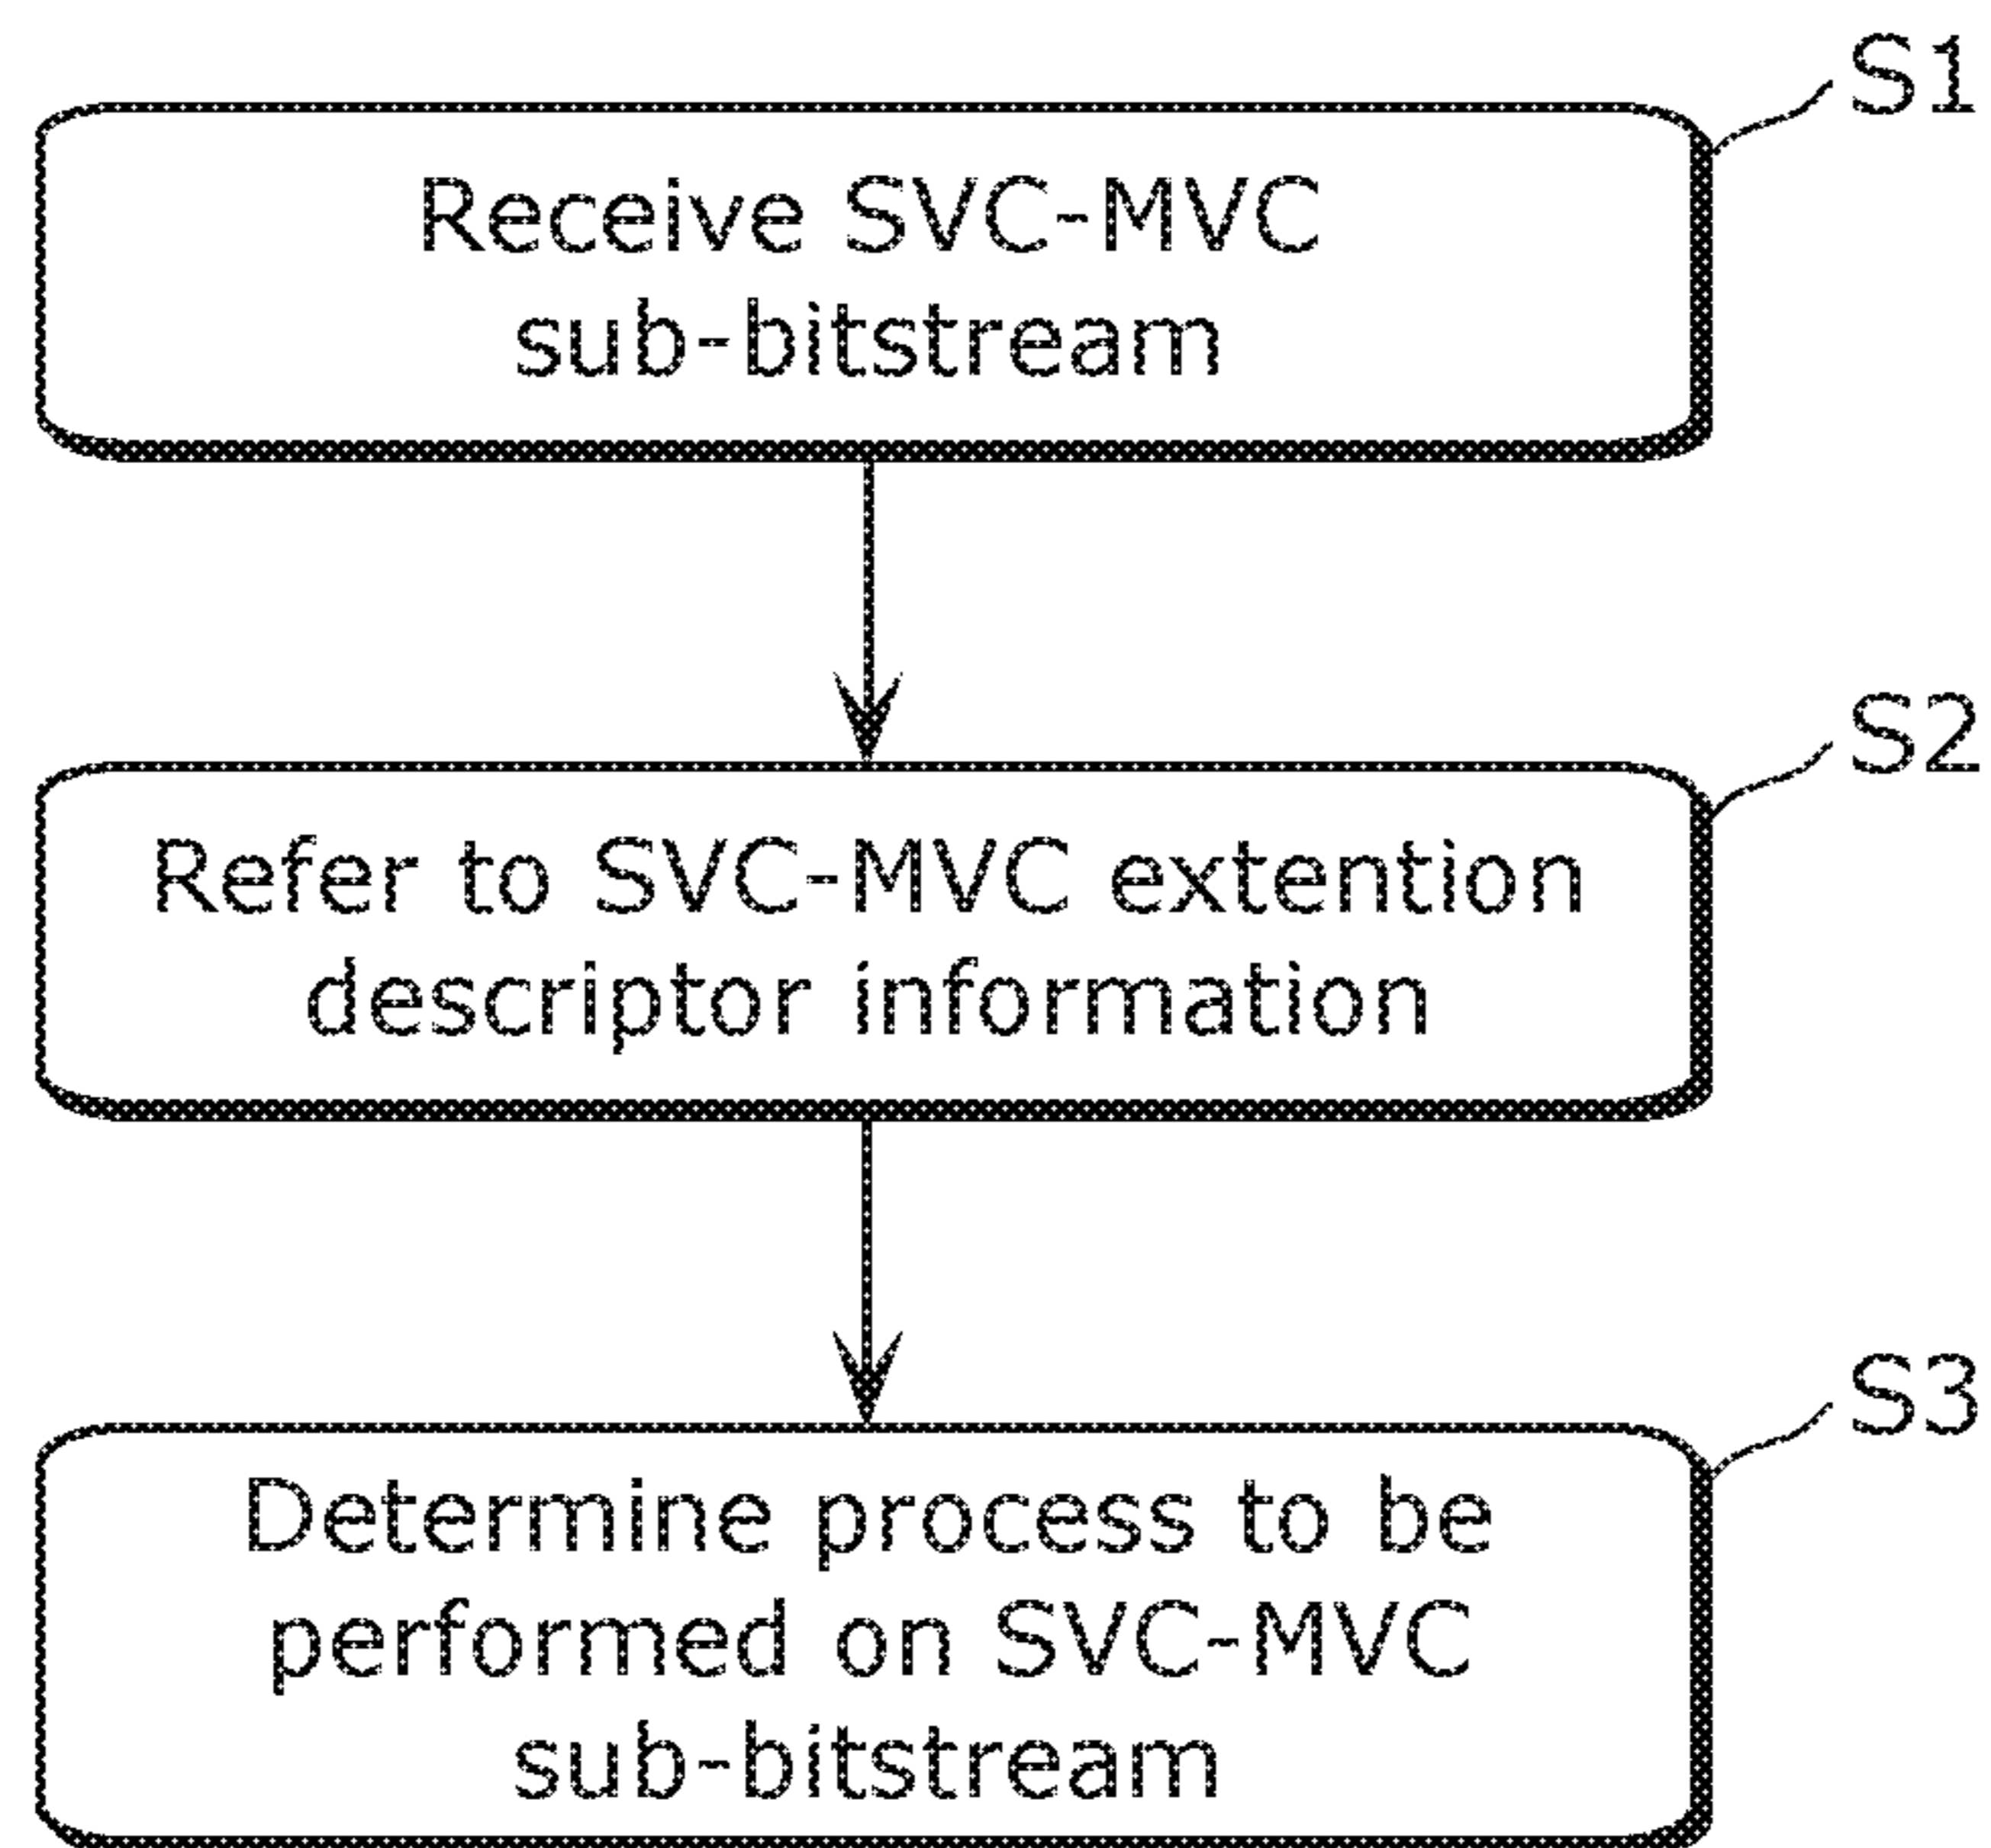 S1
Receive SVC-MVC
sub-bitstream
S2
Refer to SVC-MVC extention
descriptor information
S3
Determine process to be
performed on SVC-MVC
sub-bitstream